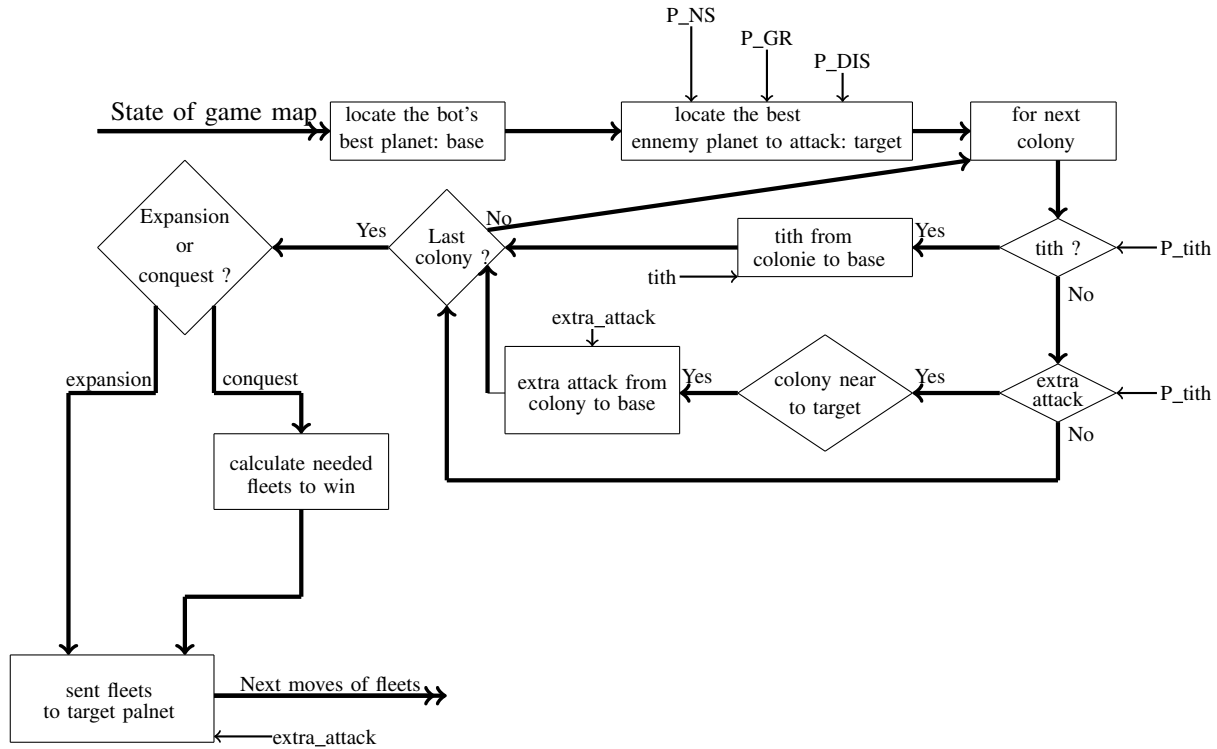 P_NS
P_GR
P_DIS
State of game map
locate the bot's
best planet: base
locate the best
ennemy planet to attack: target
for next
colony
Expansion
or
conquest ?
Yes
Last
colony ?
No
tith from
colonie to base
tith
Yes
tith ?
P_tith
No
extra_attack
extra attack from
colony to base
Yes
colony near
to target
Yes
extra
attack
P_tith
No
expansion
conquest
calculate needed
fleets to win
sent fleets
to target palnet
Next moves of fleets
extra_attack